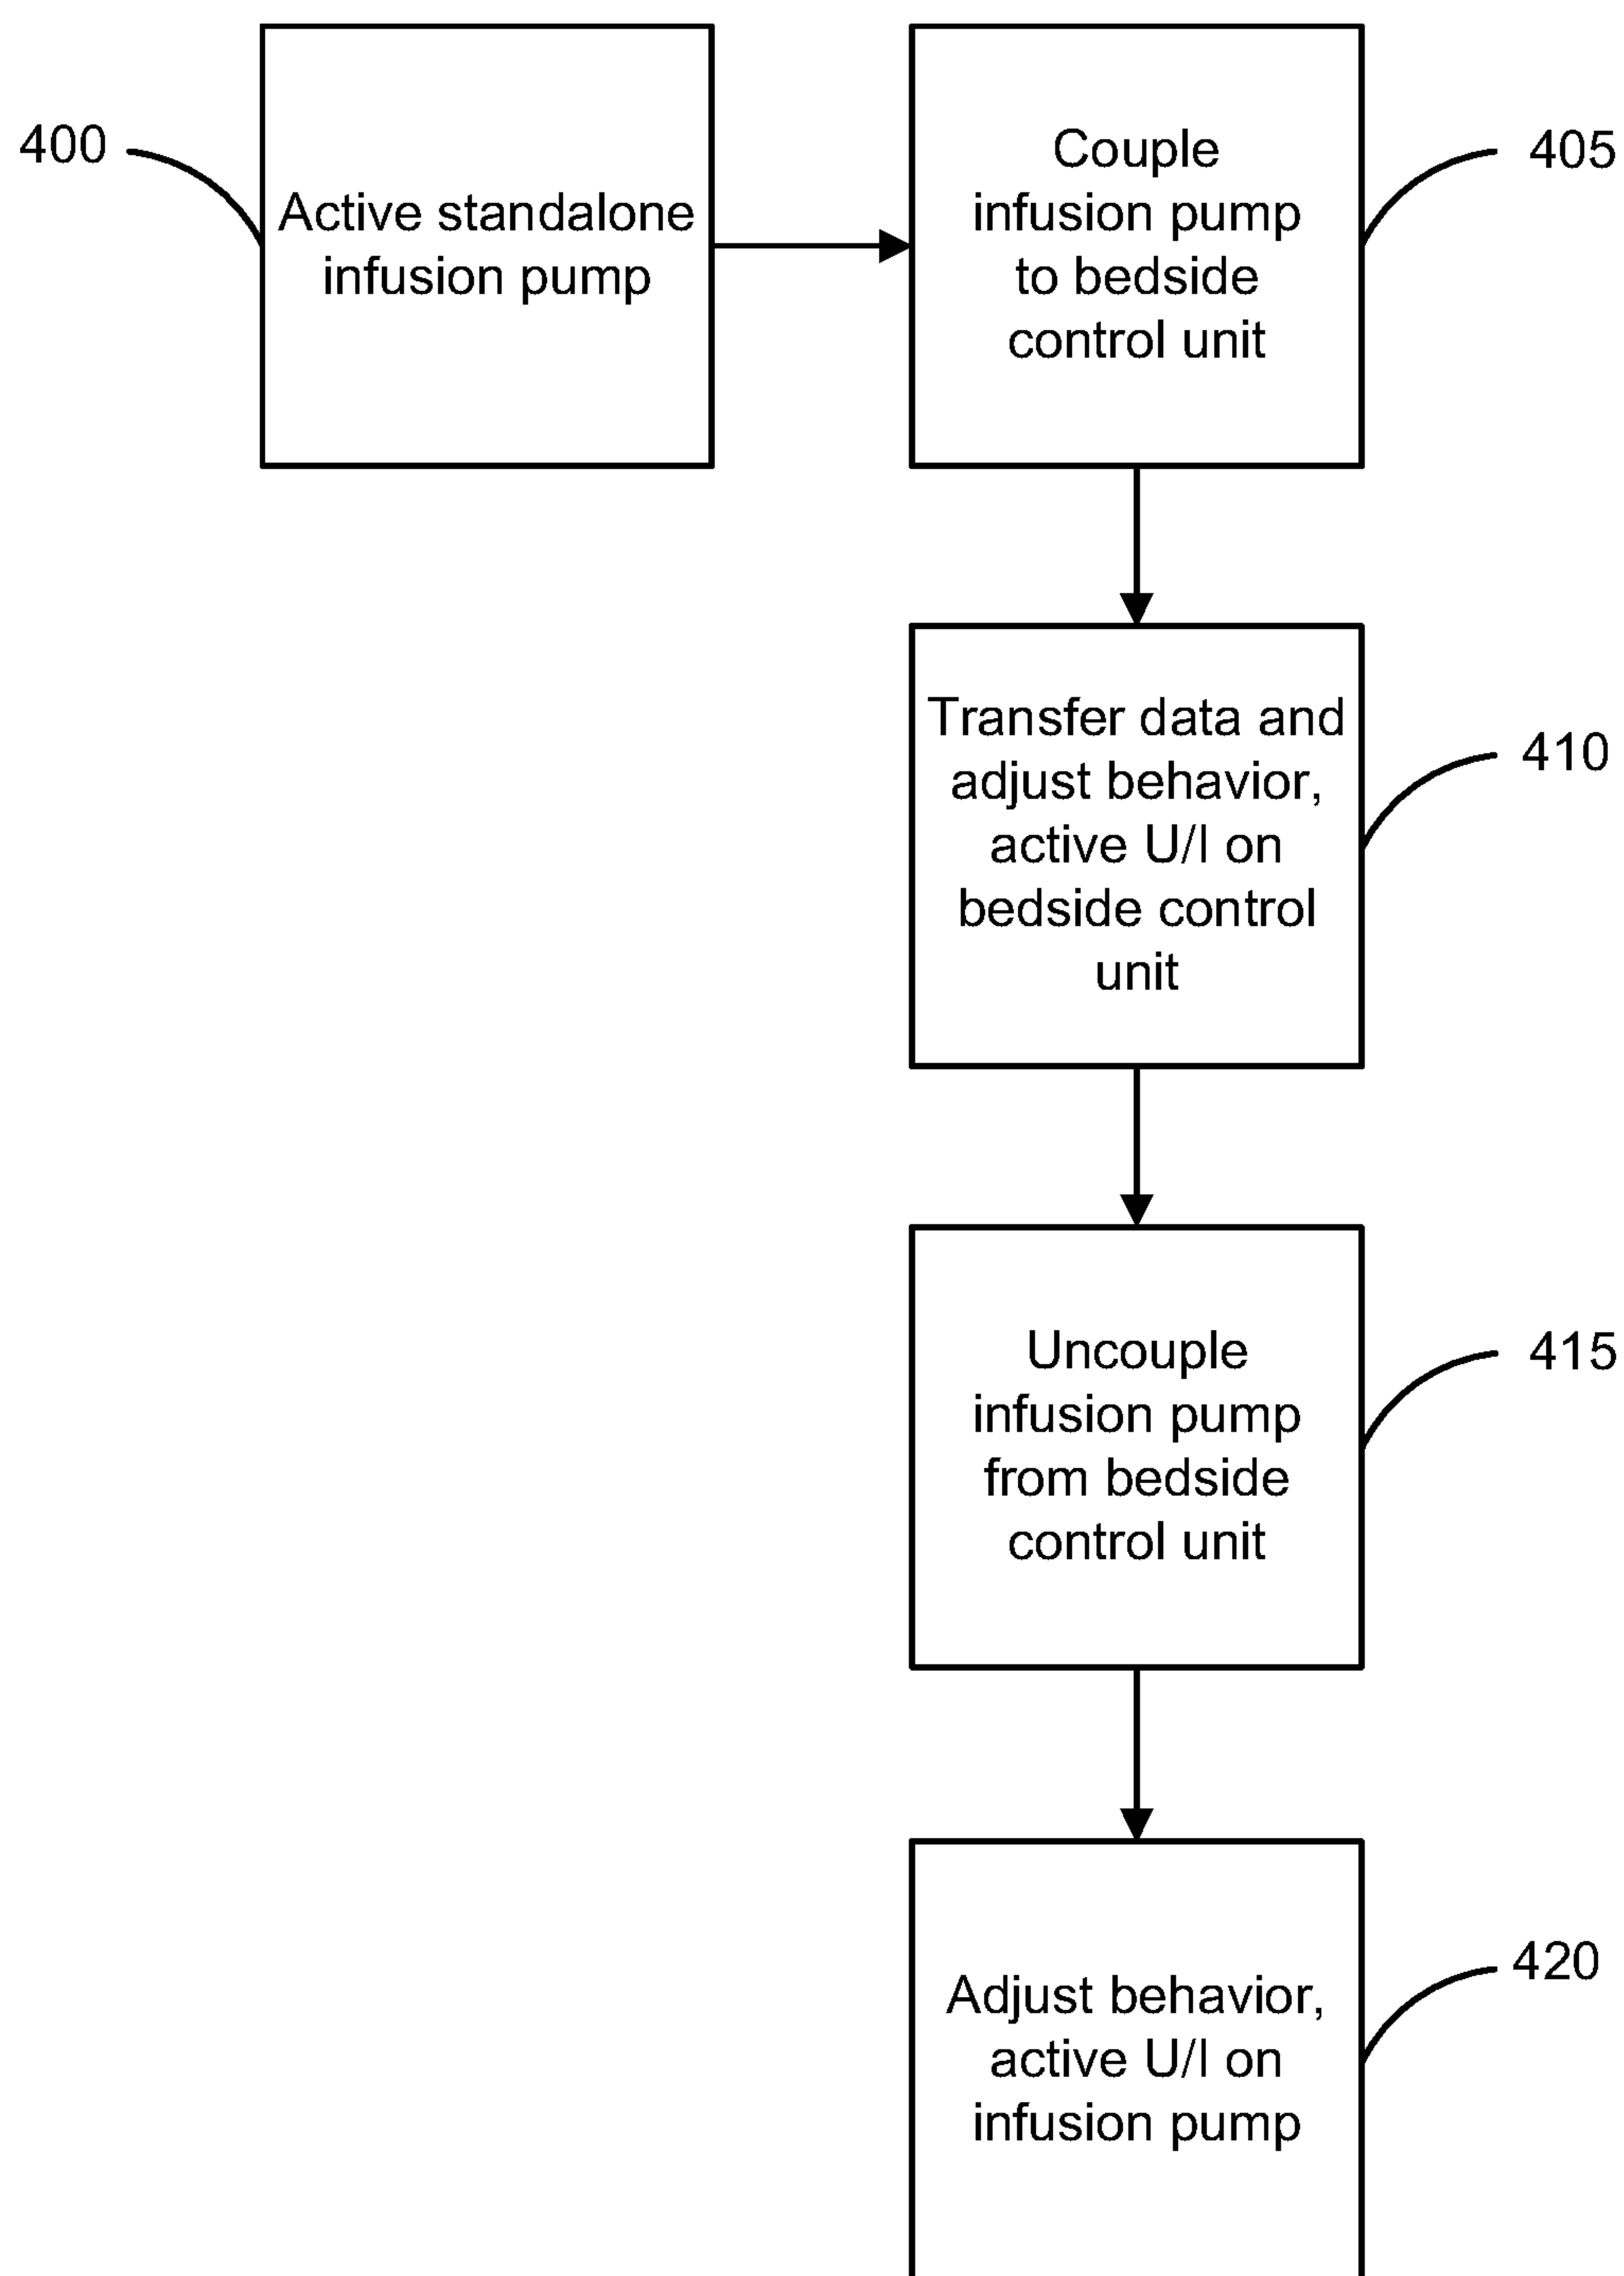 400
Active standalone
infusion pump
Couple
infusion pump
to bedside
control unit
405
Transfer data and
adjust behavior,
active U/I on
bedside control
unit
410
Uncouple
infusion pump
from bedside
control unit
415
Adjust behavior,
active U/I on
infusion pump
420